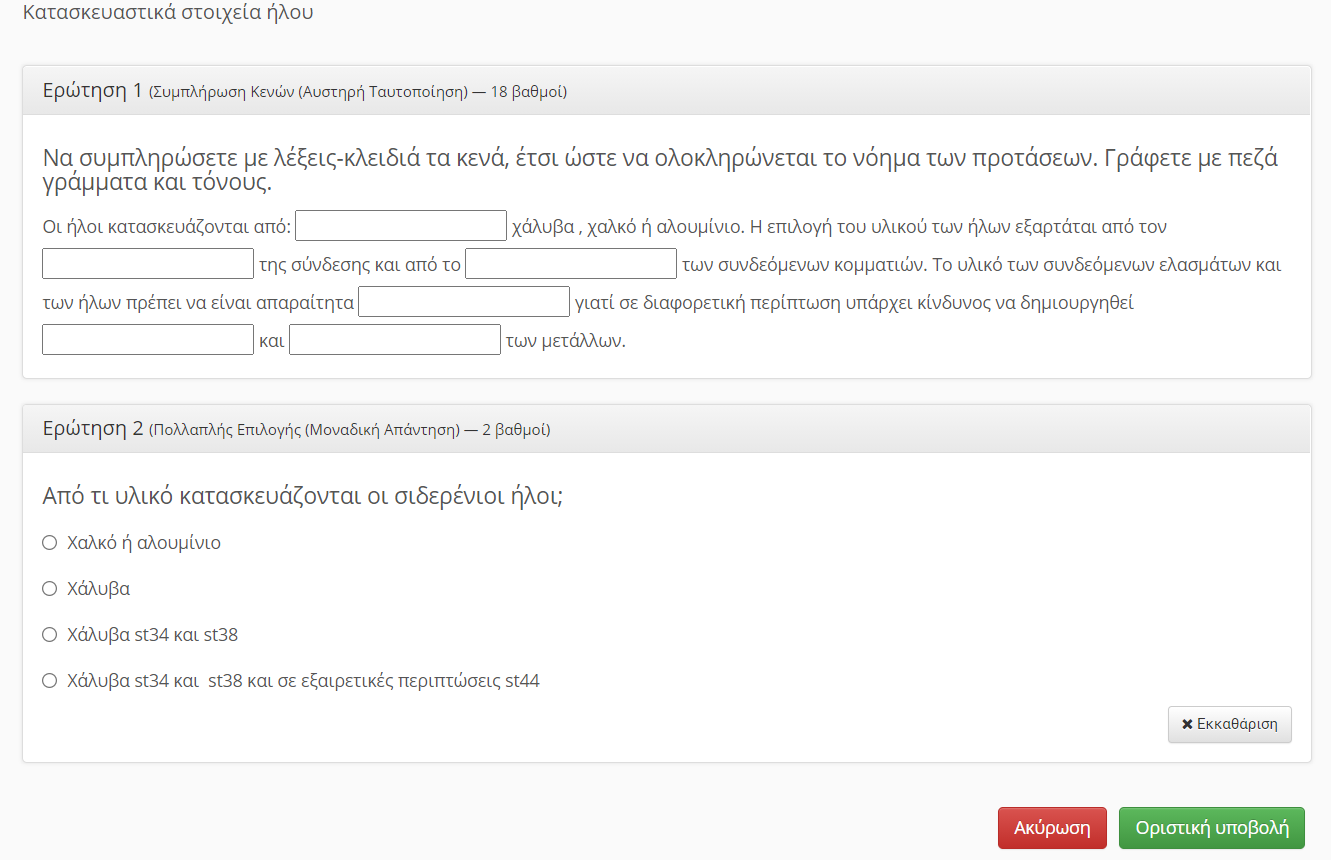 Κατασκευαστικά στοιχεία ήλου
Ερώτηση 1 (Συμπλήρωση Κενών (Αυστηρή Ταυτοποίηση) — 18 βαθμοί)
Να συμπληρώσετε με λέξεις-κλειδιά τα κενά, έτσι ώστε να ολοκληρώνεται το νόημα των προτάσεων. Γράφετε με πεζά
γράμματα και τόνους.
Οι ήλοι κατασκευάζονται από: χάλυβα , χαλκό ή αλουμίνιο. Η επιλογή του υλικού των ήλων εξαρτάται από τον
της σύνδεσης και από το των συνδεόμενων κομματιών. Το υλικό των συνδεόμενων ελασμάτων και
των ήλων πρέπει να είναι απαραίτητα γιατί σε διαφορετική περίπτωση υπάρχει κίνδυνος να δημιουργηθεί
και των μετάλλων.
Ερώτηση 2 (Πολλαπλής Επιλογής (Μοναδική Απάντηση) — 2 βαθμοί)
Από τι υλικό κατασκευάζονται οι σιδερένιοι ήλοι;
Χαλκό ή αλουμίνιο
Χάλυβα
Χάλυβα st34 και st38
Χάλυβα st34 και st38 και σε εξαιρετικές περιπτώσεις st44
✖ Εκκαθάριση
Ακύρωση Οριστική υποβολή